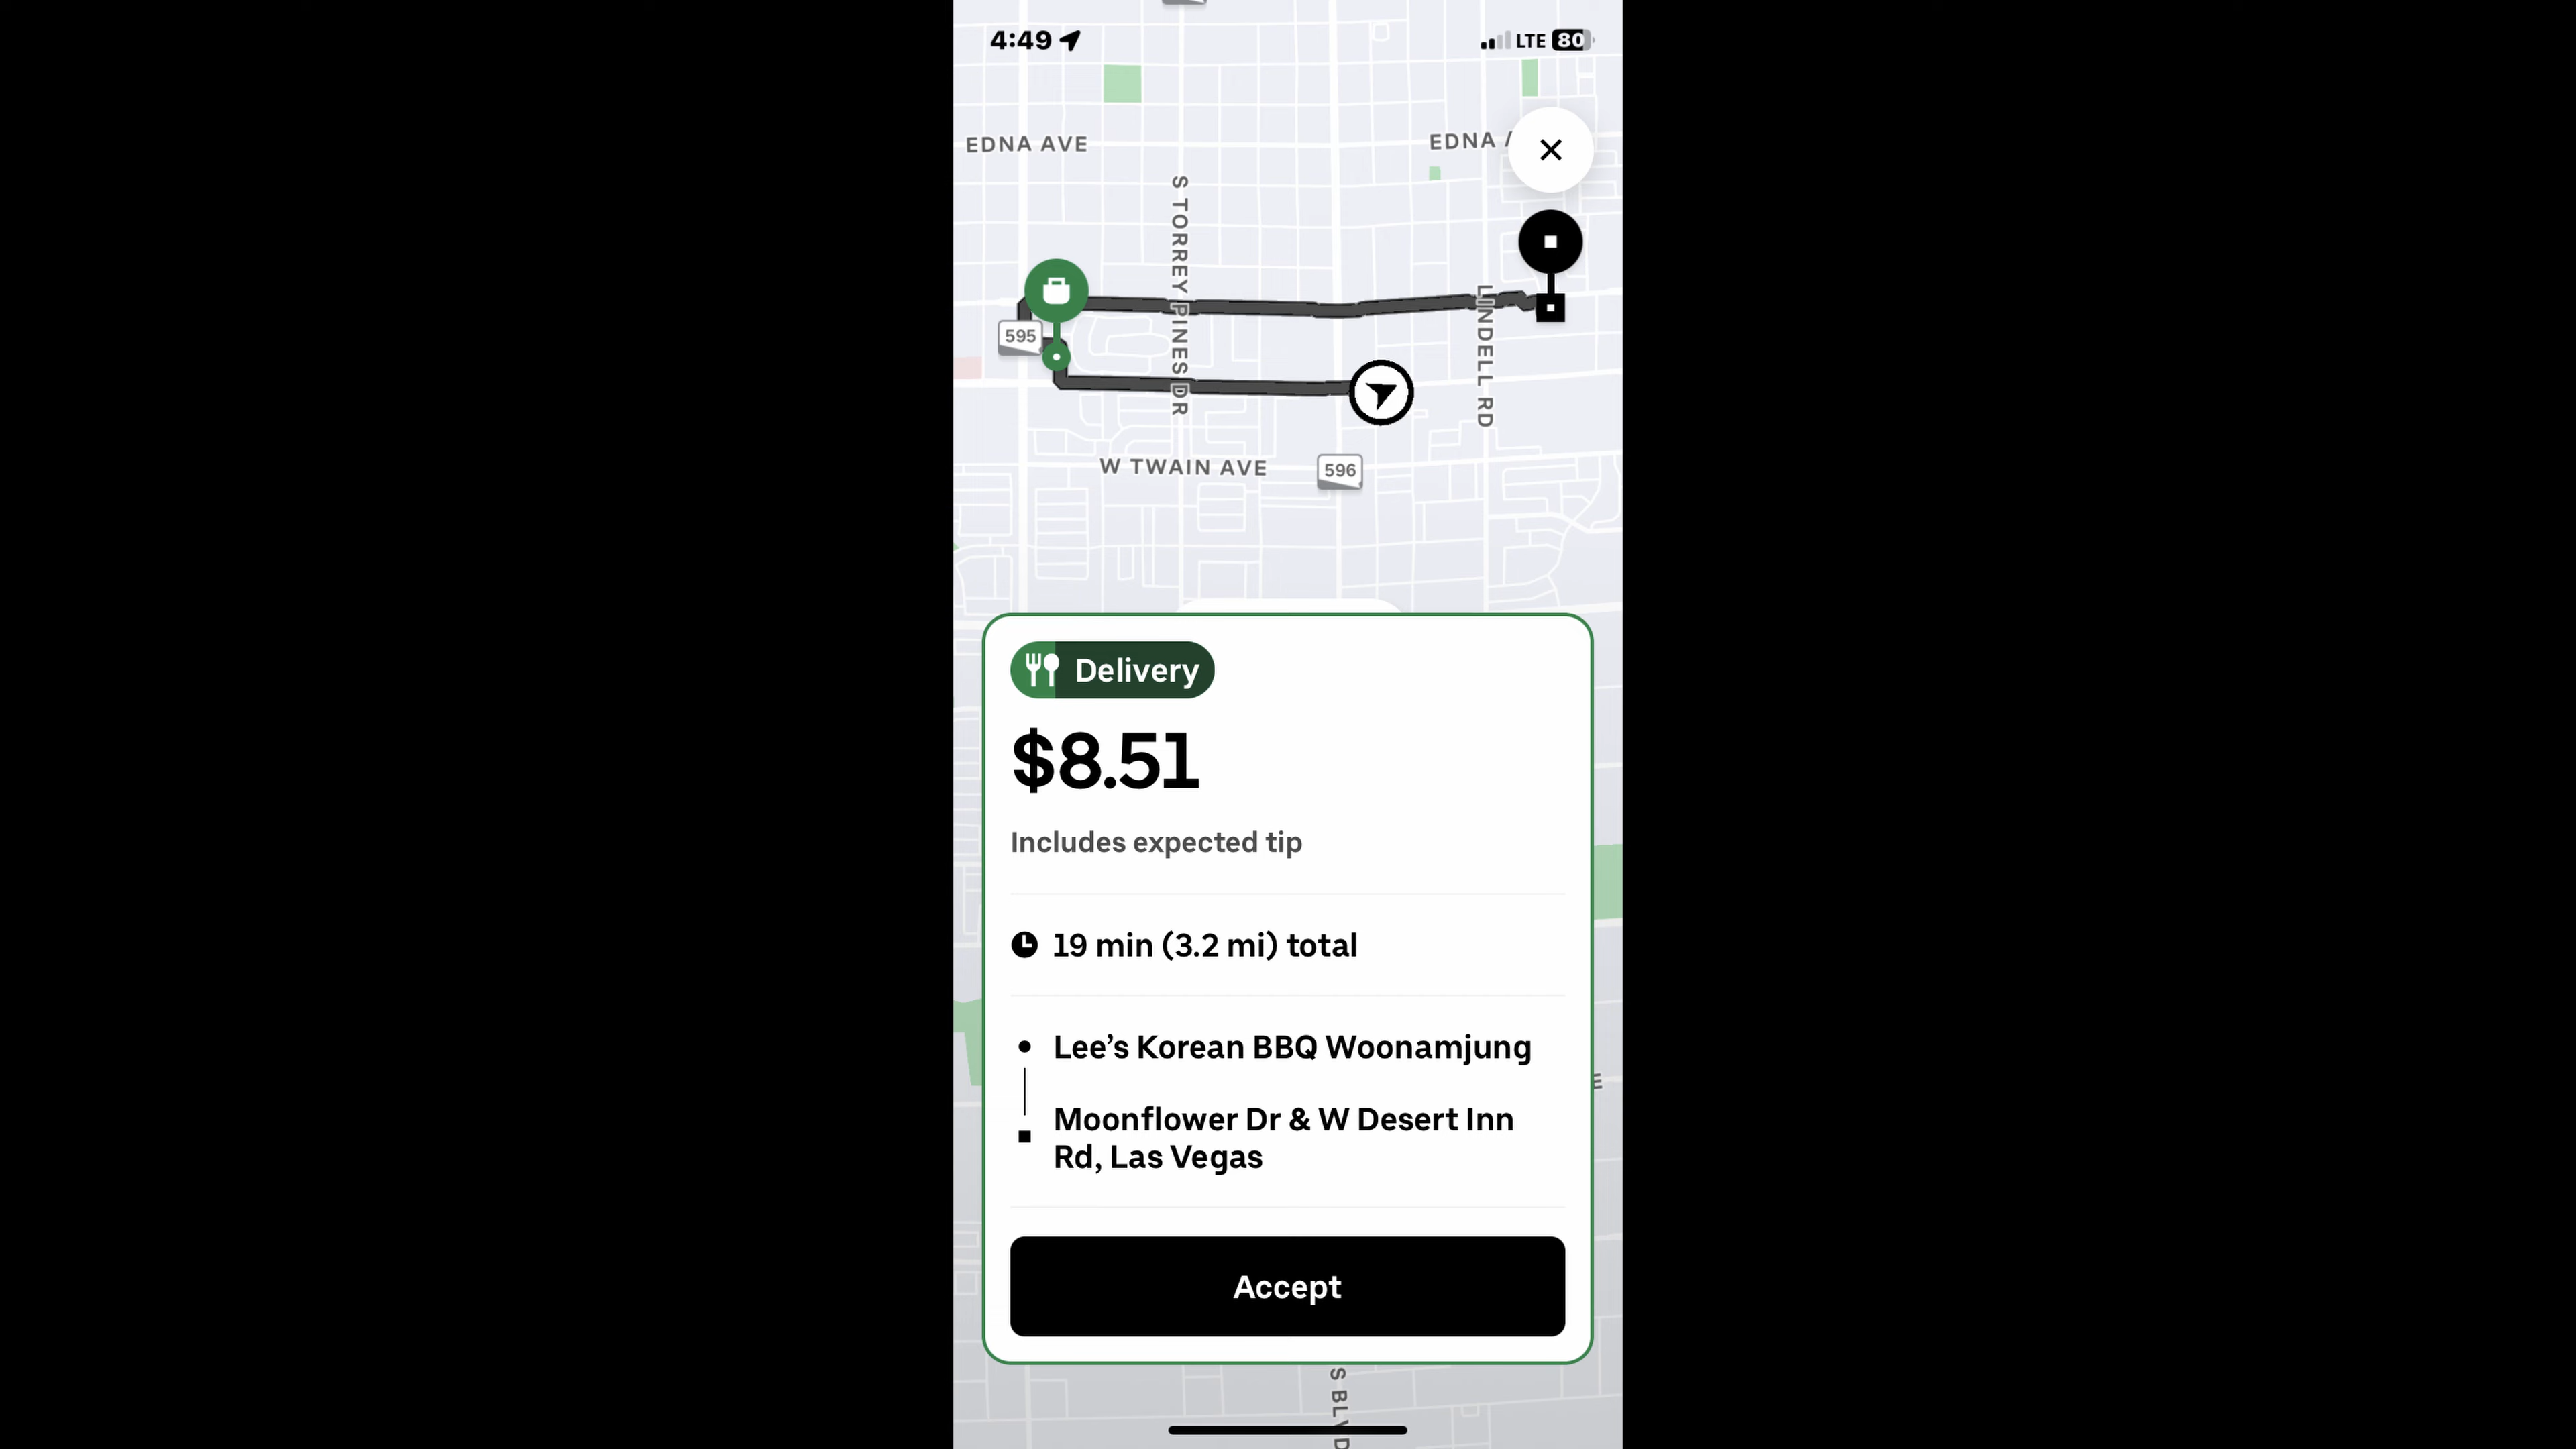 4:49
LTE 80
EDNA AVE
EDNA
S TORREY PINES DR
LINDELL RD
595
W TWAIN AVE
596
Delivery
$8.51
Includes expected tip
19 min (3.2 mi) total
Lee’s Korean BBQ Woonamjung
Moonflower Dr & W Desert Inn
Rd, Las Vegas
Accept
S BLVD